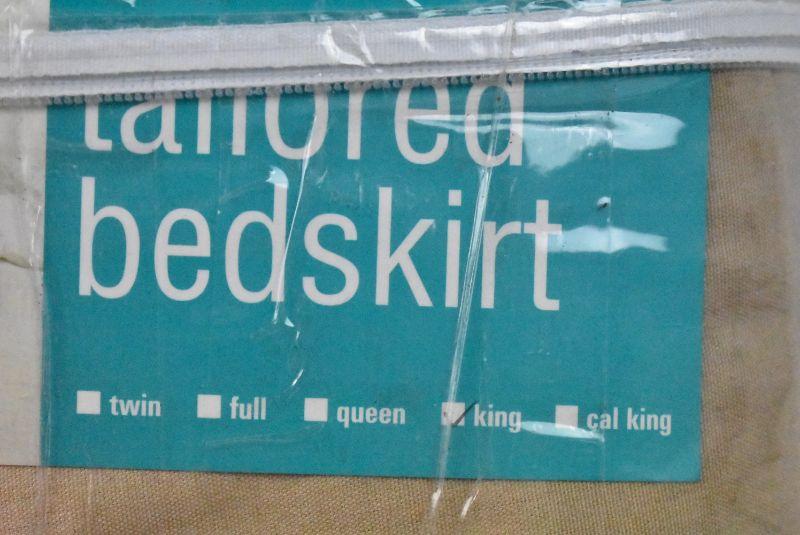 tailored
bedskirt
twin full queen king cal king